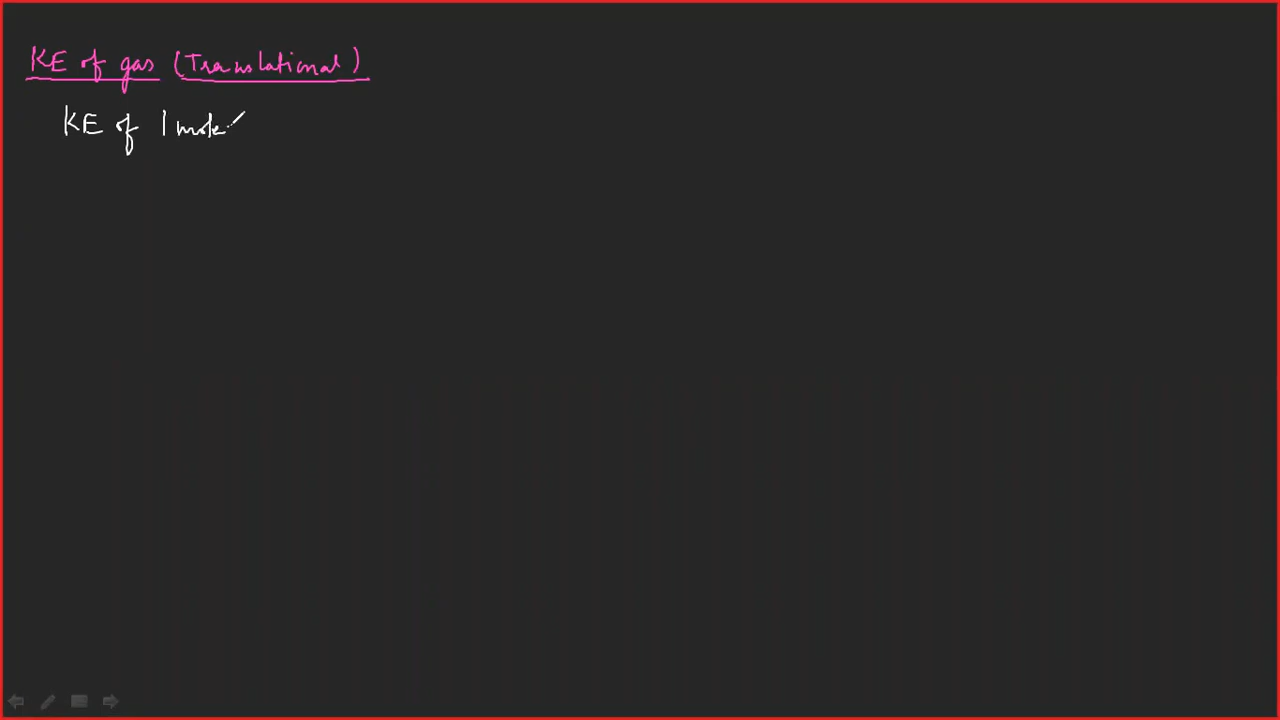 KE of gas (Translational)
KE of 1 mole